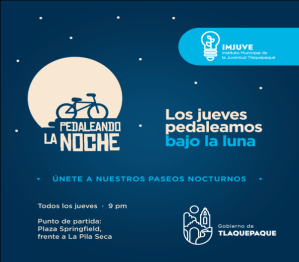 IMJUVE
Instituto Municipal de
la Juventud Tlaquepaque
PEDALEANDO
LA NOCHE
Los jueves
pedaleamos
bajo la luna
• ÚNETE A NUESTROS PASEOS NOCTURNOS •
Todos los jueves · 9 pm
Punto de partida:
Plaza Springfield,
frente a La Pila Seca
Gobierno de
TLAQUEPAQUE